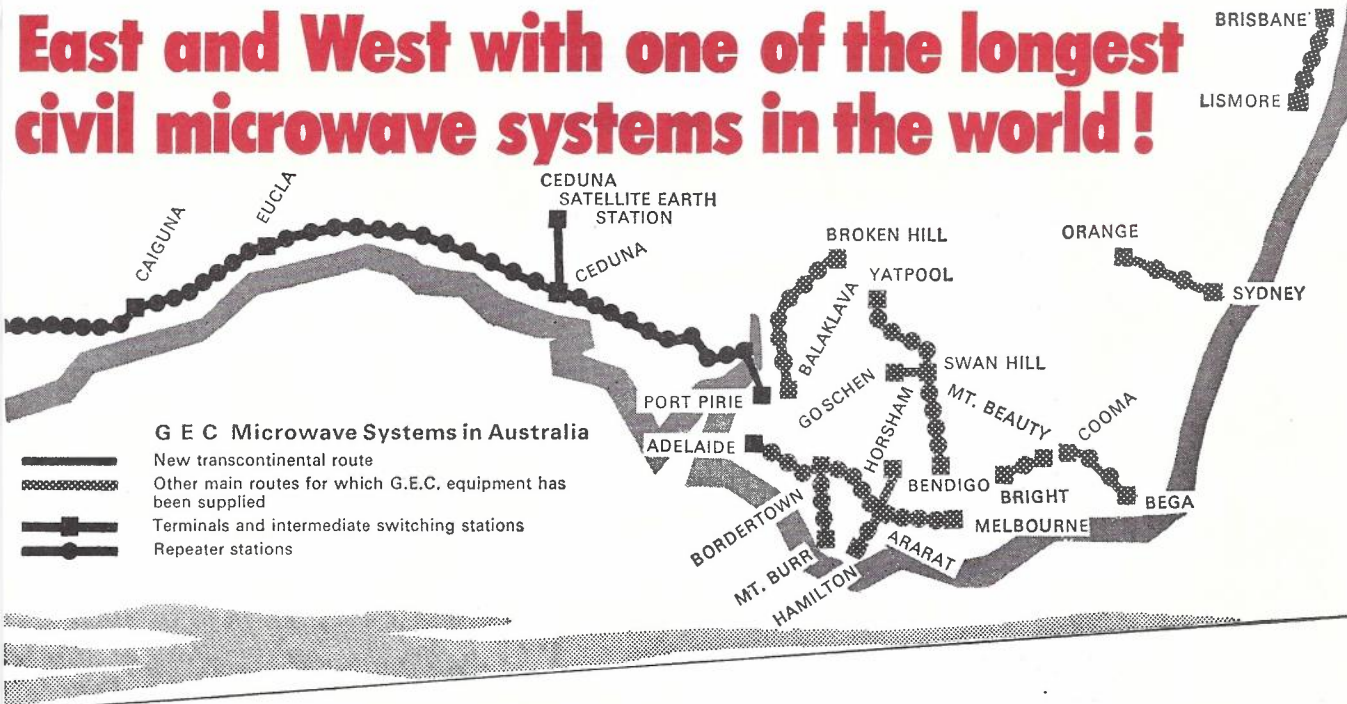 East and West with one of the longest
civil microwave systems in the world!
BRISBANE
LISMORE
CAIGUNA
EUCLA
CEDUNA
SATELLITE EARTH
STATION
CEDUNA
BROKEN HILL
YATPOOL
BALAKLAVA
ORANGE
SYDNEY
SWAN HILL
GOSCHEN
HORSHAM
MT. BEAUTY
COOMA
PORT PIRIE
ADELAIDE
BENDIGO
BRIGHT
BEGA
BORDERTOWN
MELBOURNE
ARARAT
MT. BURR
HAMILTON
G E C Microwave Systems in Australia
New transcontinental route
Other main routes for which G.E.C. equipment has
been supplied
Terminals and intermediate switching stations
Repeater stations